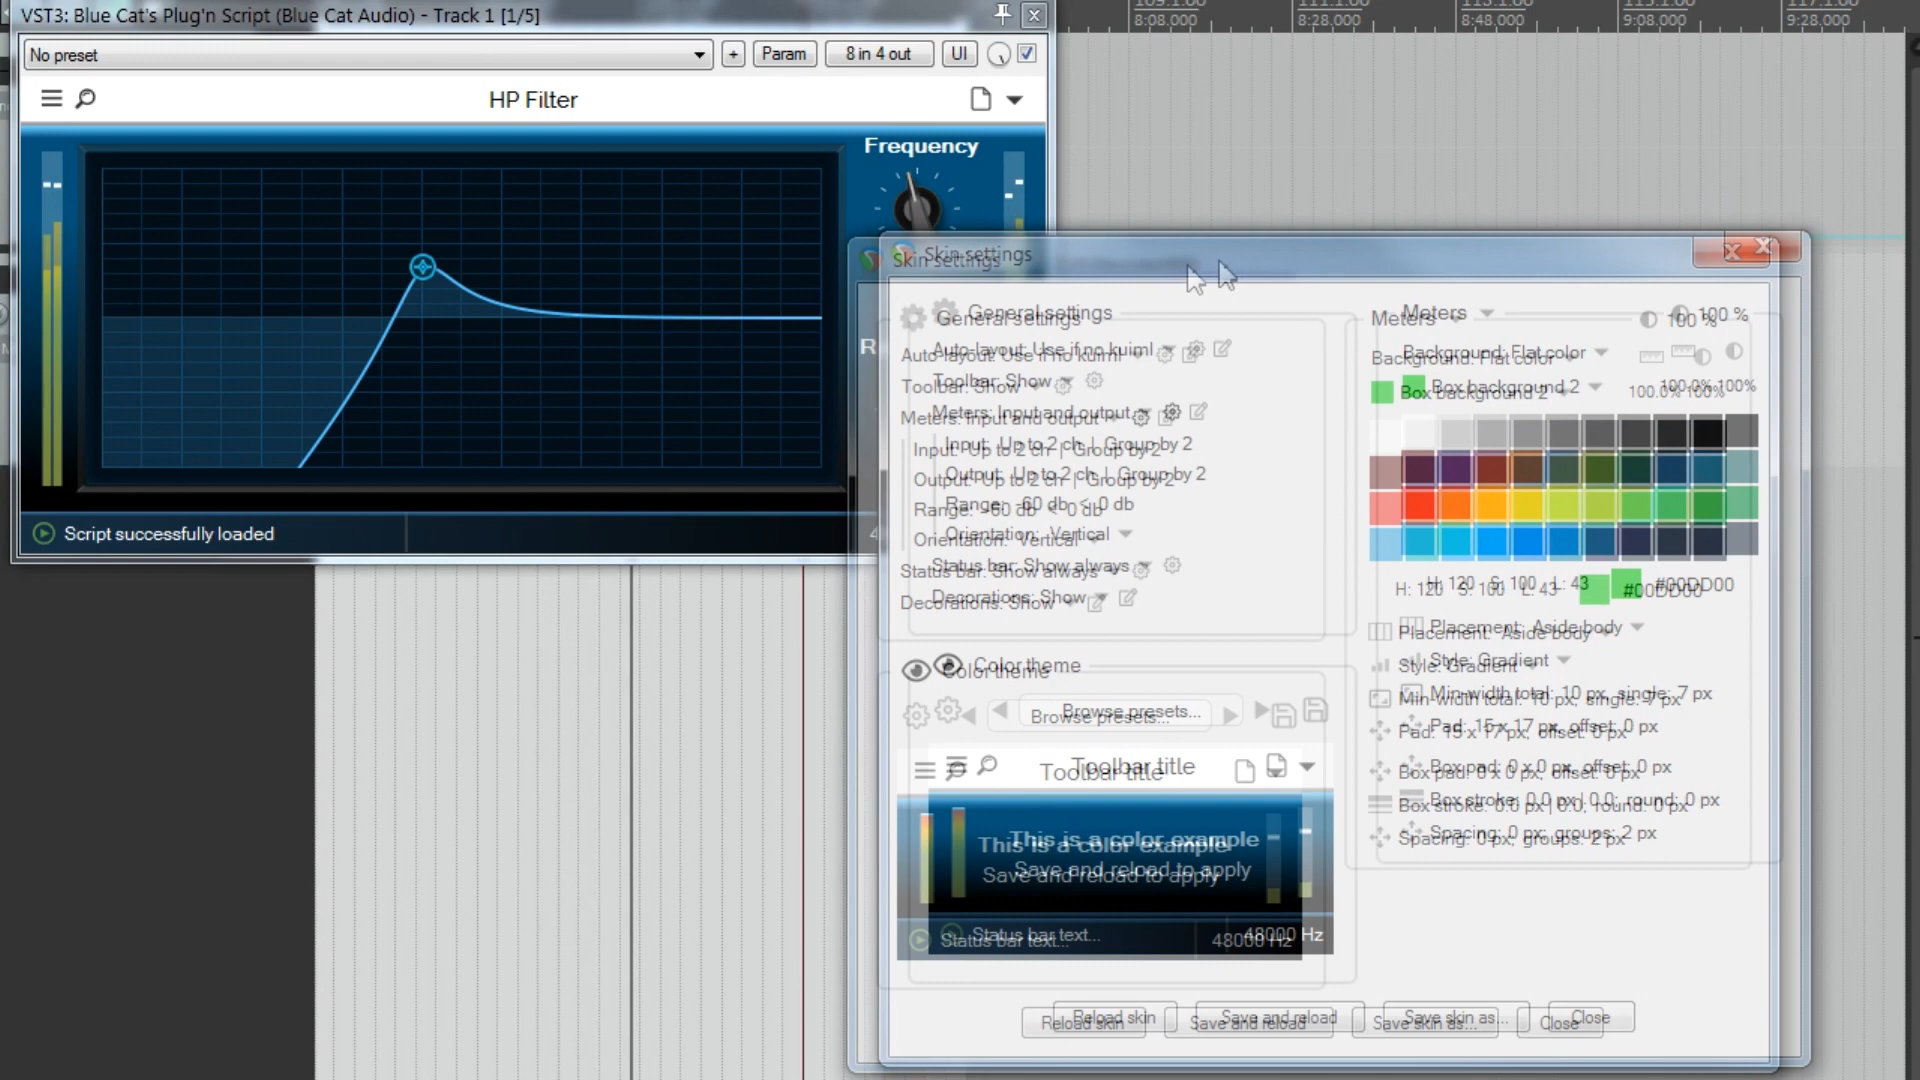 VST3: Blue Cat's Plug'n Script (Blue Cat Audio) - Track 1 [1/5]
8:08.000
8:28.000
8:48.000
9:08.000
9:28.000
No preset
+
Param
8 in 4 out
UI
HP Filter
Frequency
R
Script successfully loaded
4
Skin settings
General settings
Auto-layout: Use if no kuiml
Toolbar: Show
Meters: Input and output
Input: Up to 2 ch | Group by 2
Output: Up to 2 ch | Group by 2
Range: -60 db < 0 db
Orientation: Vertical
Status bar: Show always
Decorations: Show
Color theme
Browse presets...
Toolbar title
This is a color example
Save and reload to apply
Status bar text...
48000 Hz
Meters
100 %
Background: Flat color
Box background 2
100.0% 100%
H: 120 S: 100 L: 43
#00DD00
Placement: Aside body
Style: Gradient
Min-width total: 10 px, single: 7 px
Pad: 15 x 17 px, offset: 0 px
Box pad: 0 x 0 px, offset: 0 px
Box stroke: 0.0 px | 0.0, round: 0 px
Spacing: 0 px, groups: 2 px
Reload skin
Save and reload
Save skin as...
Close